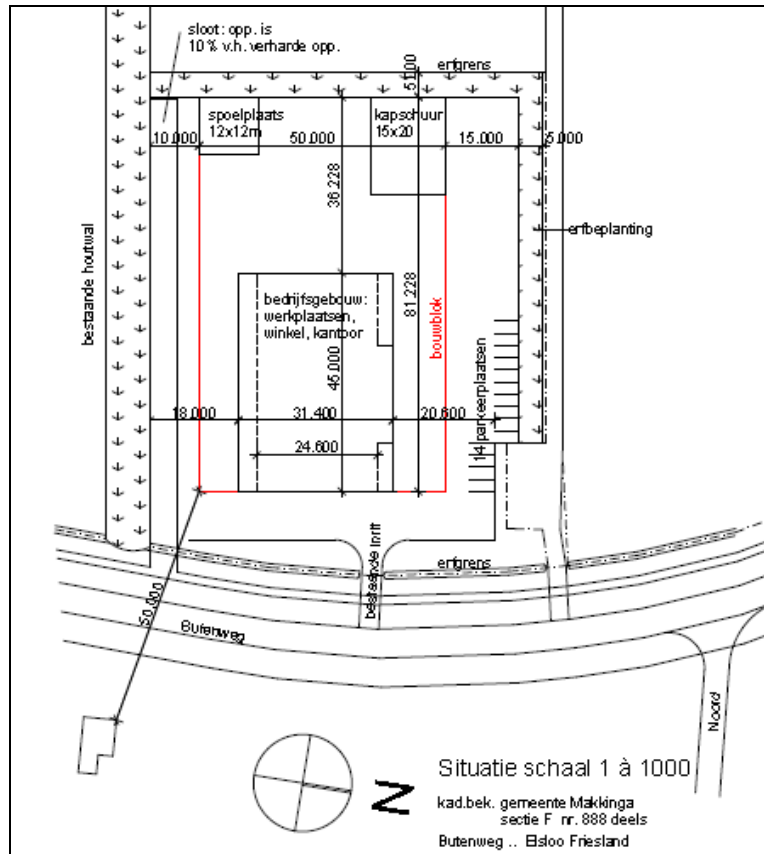 sloot: opp. is
10 % v.h. verharde opp.
erfgrens
5.000
spoelplaats
12x12m
kapschuur
15x20
10.000
50.000
15.000
5.000
36.228
bestaande houtwal
erfbeplanting
bedrijfsgebouw:
werkplaatsen,
winkel, kantoor
81.228
bouwblok
45.000
14 parkeerplaatsen
18.000
31.400
20.600
24.600
bestaande inrit
erfgrens
50.000
Butenweg
Noord
N
Situatie schaal 1 à 1000
kad.bek. gemeente Makkinga
sectie F nr. 888 deels
Butenweg .. Elsloo Friesland